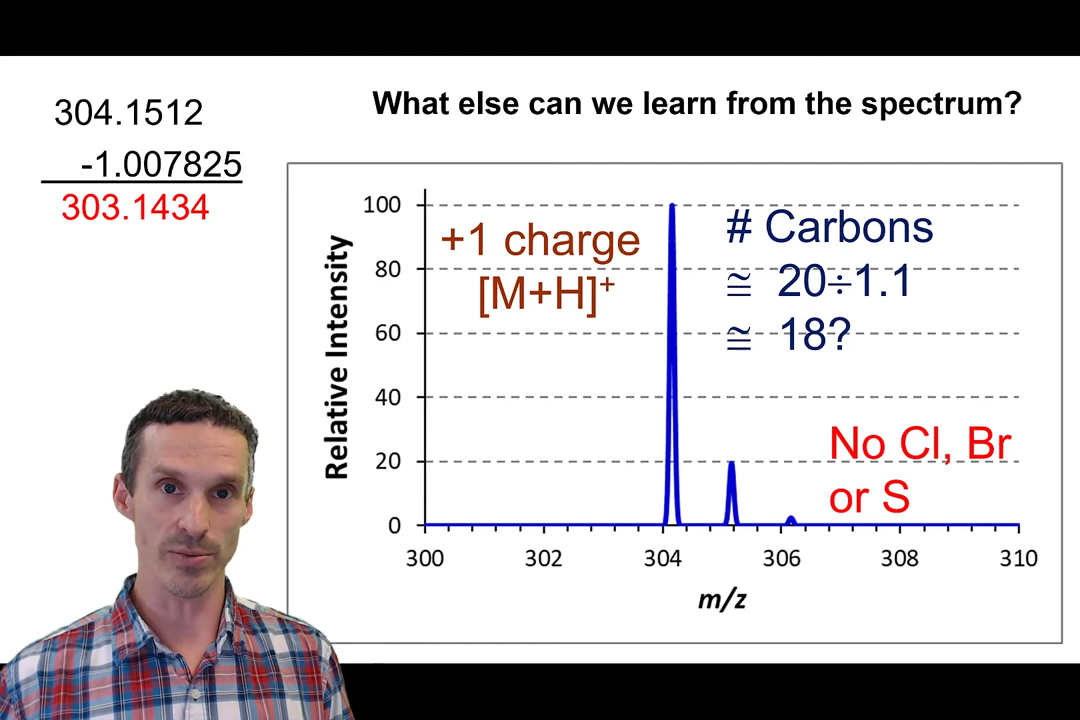 304.1512
-1.007825
303.1434
What else can we learn from the spectrum?
Relative Intensity
100
80
60
40
20
0
+1 charge
[M+H]⁺
# Carbons
≅ 20÷1.1
≅ 18?
No Cl, Br
or S
300 302 304 306 308 310
m/z